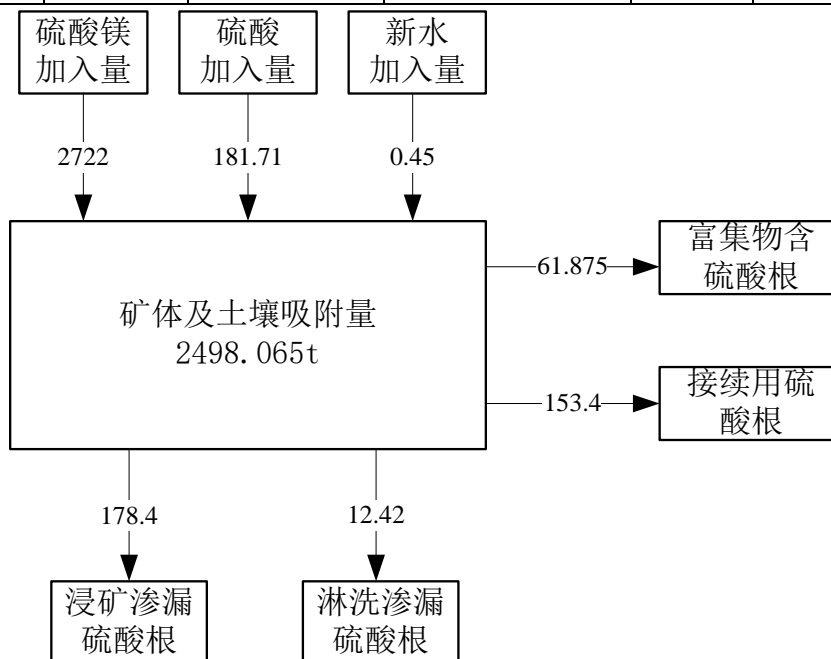 硫酸镁
加入量
硫酸
加入量
新水
加入量
2722
181.71
0.45
矿体及土壤吸附量
2498.065t
61.875
富集物含
硫酸根
153.4
接续用硫
酸根
178.4
12.42
浸矿渗漏
硫酸根
淋洗渗漏
硫酸根